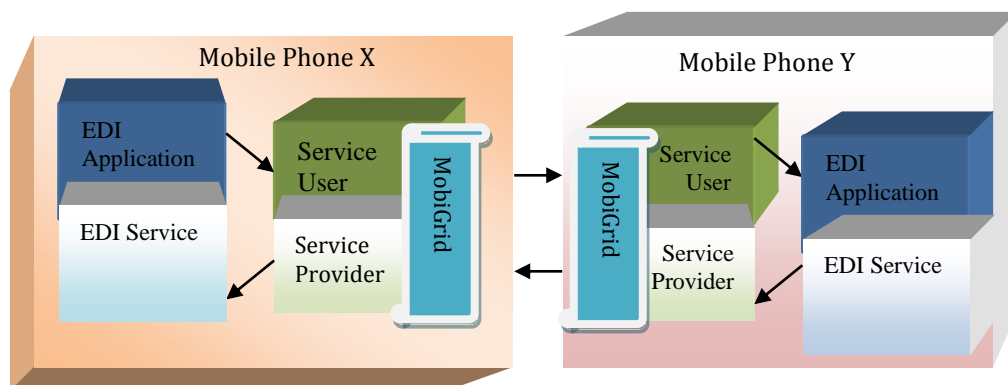 Mobile Phone X
EDI
Application
EDI Service
Service
User
Service
Provider
MobiGrid
Mobile Phone Y
MobiGrid
Service
User
Service
Provider
EDI
Application
EDI Service